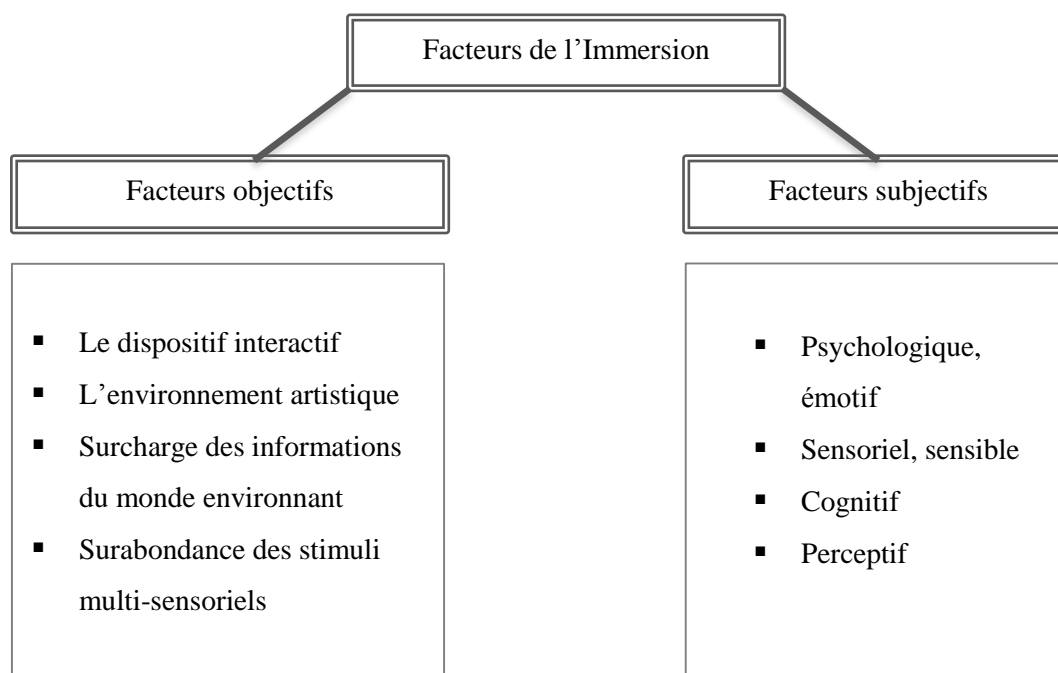 Facteurs de l’Immersion
Facteurs objectifs
Facteurs subjectifs
▪ Le dispositif interactif
▪ L’environnement artistique
▪ Surcharge des informations
du monde environnant
▪ Surabondance des stimuli
multi-sensoriels
▪ Psychologique,
émotif
▪ Sensoriel, sensible
▪ Cognitif
▪ Perceptif